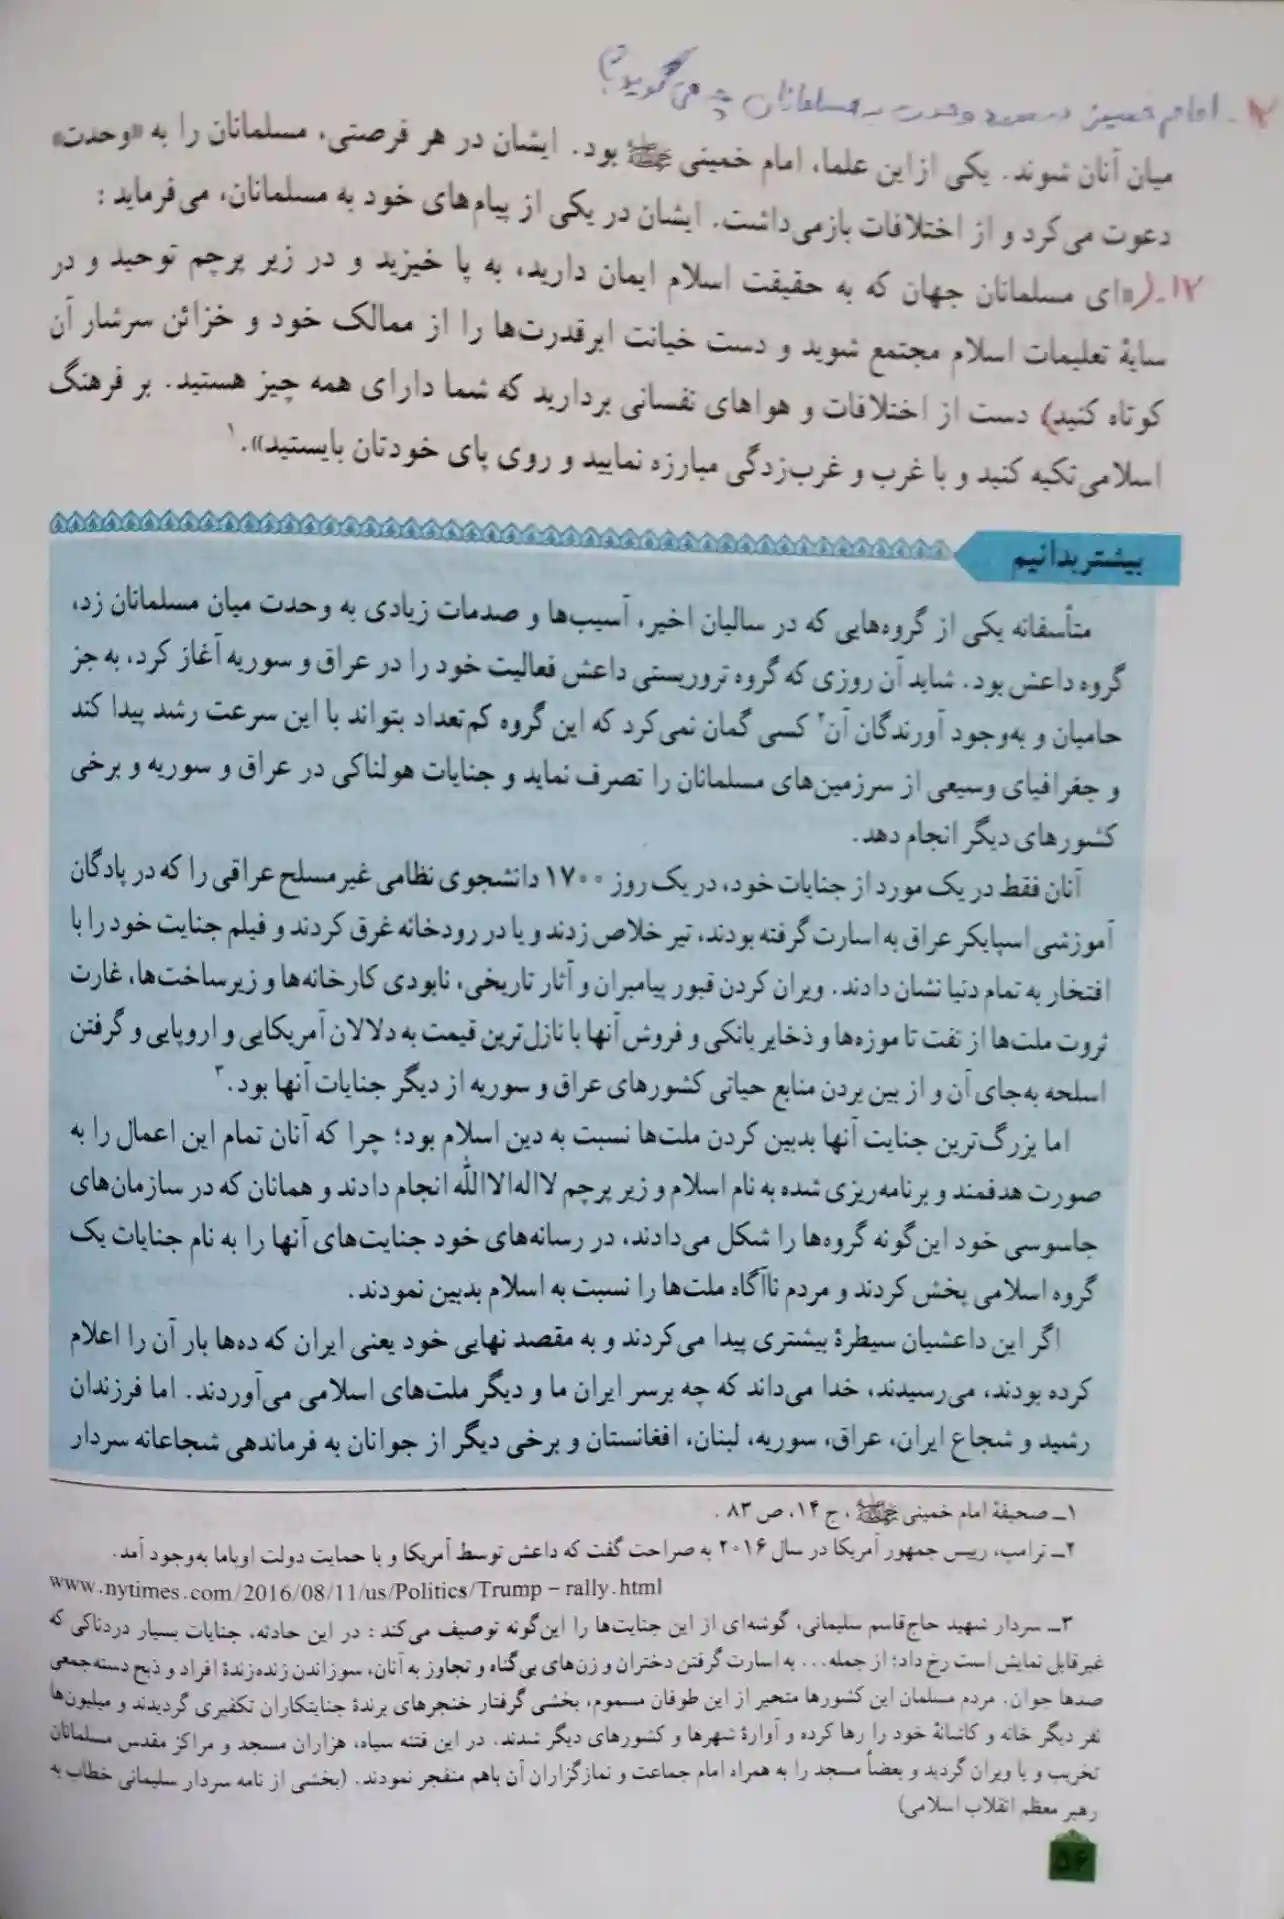 ۱۲- امام خمینی در مورد وحدت به مسلمانان چه می‌گوید؟
میان آنان شوند. یکی ازاین علما، امام خمینی بود. ایشان در هر فرصتی، مسلمانان را به «وحدت»
دعوت می‌کرد و از اختلافات بازمی‌داشت. ایشان در یکی از پیام‌های خود به مسلمانان، می‌فرماید :
۱۲-( «ای مسلمانان جهان که به حقیقت اسلام ایمان دارید، به پا خیزید و در زیر پرچم توحید و در
سایهٔ تعلیمات اسلام مجتمع شوید و دست خیانت ابرقدرت‌ها را از ممالک خود و خزائن سرشار آن
کوتاه کنید) دست از اختلافات و هواهای نفسانی بردارید که شما دارای همه چیز هستید. بر فرهنگ
اسلامی تکیه کنید و با غرب و غرب‌زدگی مبارزه نمایید و روی پای خودتان بایستید».۱
بیشتر بدانیم
متأسفانه یکی از گروه‌هایی که در سالیان اخیر، آسیب‌ها و صدمات زیادی به وحدت میان مسلمانان زد،
گروه داعش بود. شاید آن روزی که گروه تروریستی داعش فعالیت خود را در عراق و سوریه آغاز کرد، به جز
حامیان و به‌وجود آورندگان آن۲ کسی گمان نمی‌کرد که این گروه کم‌تعداد بتواند با این سرعت رشد پیدا کند
و جغرافیای وسیعی از سرزمین‌های مسلمانان را تصرف نماید و جنایات هولناکی در عراق و سوریه و برخی
کشورهای دیگر انجام دهد.
آنان فقط در یک مورد از جنایات خود، در یک روز ۱۷۰۰ دانشجوی نظامی غیرمسلح عراقی را که در پادگان
آموزشی اسپایکر عراق به اسارت گرفته بودند، تیر خلاص زدند و یا در رودخانه غرق کردند و فیلم جنایت خود را با
افتخار به تمام دنیا نشان دادند. ویران کردن قبور پیامبران و آثار تاریخی، نابودی کارخانه‌ها و زیرساخت‌ها، غارت
ثروت ملت‌ها از نفت تا موزه‌ها و ذخایر بانکی و فروش آنها با نازل‌ترین قیمت به دلالان آمریکایی و اروپایی و گرفتن
اسلحه به‌جای آن و از بین بردن منابع حیاتی کشورهای عراق و سوریه از دیگر جنایات آنها بود.۳
اما بزرگ‌ترین جنایت آنها بدبین کردن ملت‌ها نسبت به دین اسلام بود؛ چرا که آنان تمام این اعمال را به
صورت هدفمند و برنامه‌ریزی شده به نام اسلام و زیر پرچم لااله‌الاالله انجام دادند و همانان که در سازمان‌های
جاسوسی خود این‌گونه گروه‌ها را شکل می‌دادند، در رسانه‌های خود جنایت‌های آنها را به نام جنایات یک
گروه اسلامی پخش کردند و مردم ناآگاه ملت‌ها را نسبت به اسلام بدبین نمودند.
اگر این داعشیان سیطرهٔ بیشتری پیدا می‌کردند و به مقصد نهایی خود یعنی ایران که ده‌ها بار آن را اعلام
کرده بودند، می‌رسیدند، خدا می‌داند که چه برسر ایران ما و دیگر ملت‌های اسلامی می‌آوردند. اما فرزندان
رشید و شجاع ایران، عراق، سوریه، لبنان، افغانستان و برخی دیگر از جوانان به فرماندهی شجاعانه سردار
۱ــ صحیفهٔ امام خمینی، ج ۱۴، ص ۸۳ .
۲ــ ترامپ، رییس جمهور آمریکا در سال ۲۰۱۶ به صراحت گفت که داعش توسط آمریکا و با حمایت دولت اوباما به‌وجود آمد.
www.nytimes.com/2016/08/11/us/Politics/Trump – rally.html
۳ــ سردار شهید حاج‌قاسم سلیمانی، گوشه‌ای از این جنایت‌ها را این‌گونه توصیف می‌کند : در این حادثه، جنایات بسیار دردناکی که
غیرقابل نمایش است رخ داد؛ از جمله... به اسارت گرفتن دختران و زن‌های بی‌گناه و تجاوز به آنان، سوزاندن زنده‌زندهٔ افراد و ذبح دسته‌جمعی
صدها جوان. مردم مسلمان این کشورها متحیر از این طوفان مسموم، بخشی گرفتار خنجرهای برندهٔ جنایتکاران تکفیری گردیدند و میلیون‌ها
نفر دیگر خانه و کاشانهٔ خود را رها کرده و آوارهٔ شهرها و کشورهای دیگر شدند. در این فتنه سیاه، هزاران مسجد و مراکز مقدس مسلمانان
تخریب و یا ویران گردید و بعضاً مسجد را به همراه امام جماعت و نمازگزاران آن باهم منفجر نمودند. (بخشی از نامه سردار سلیمانی خطاب به
رهبر معظم انقلاب اسلامی)
۵۶